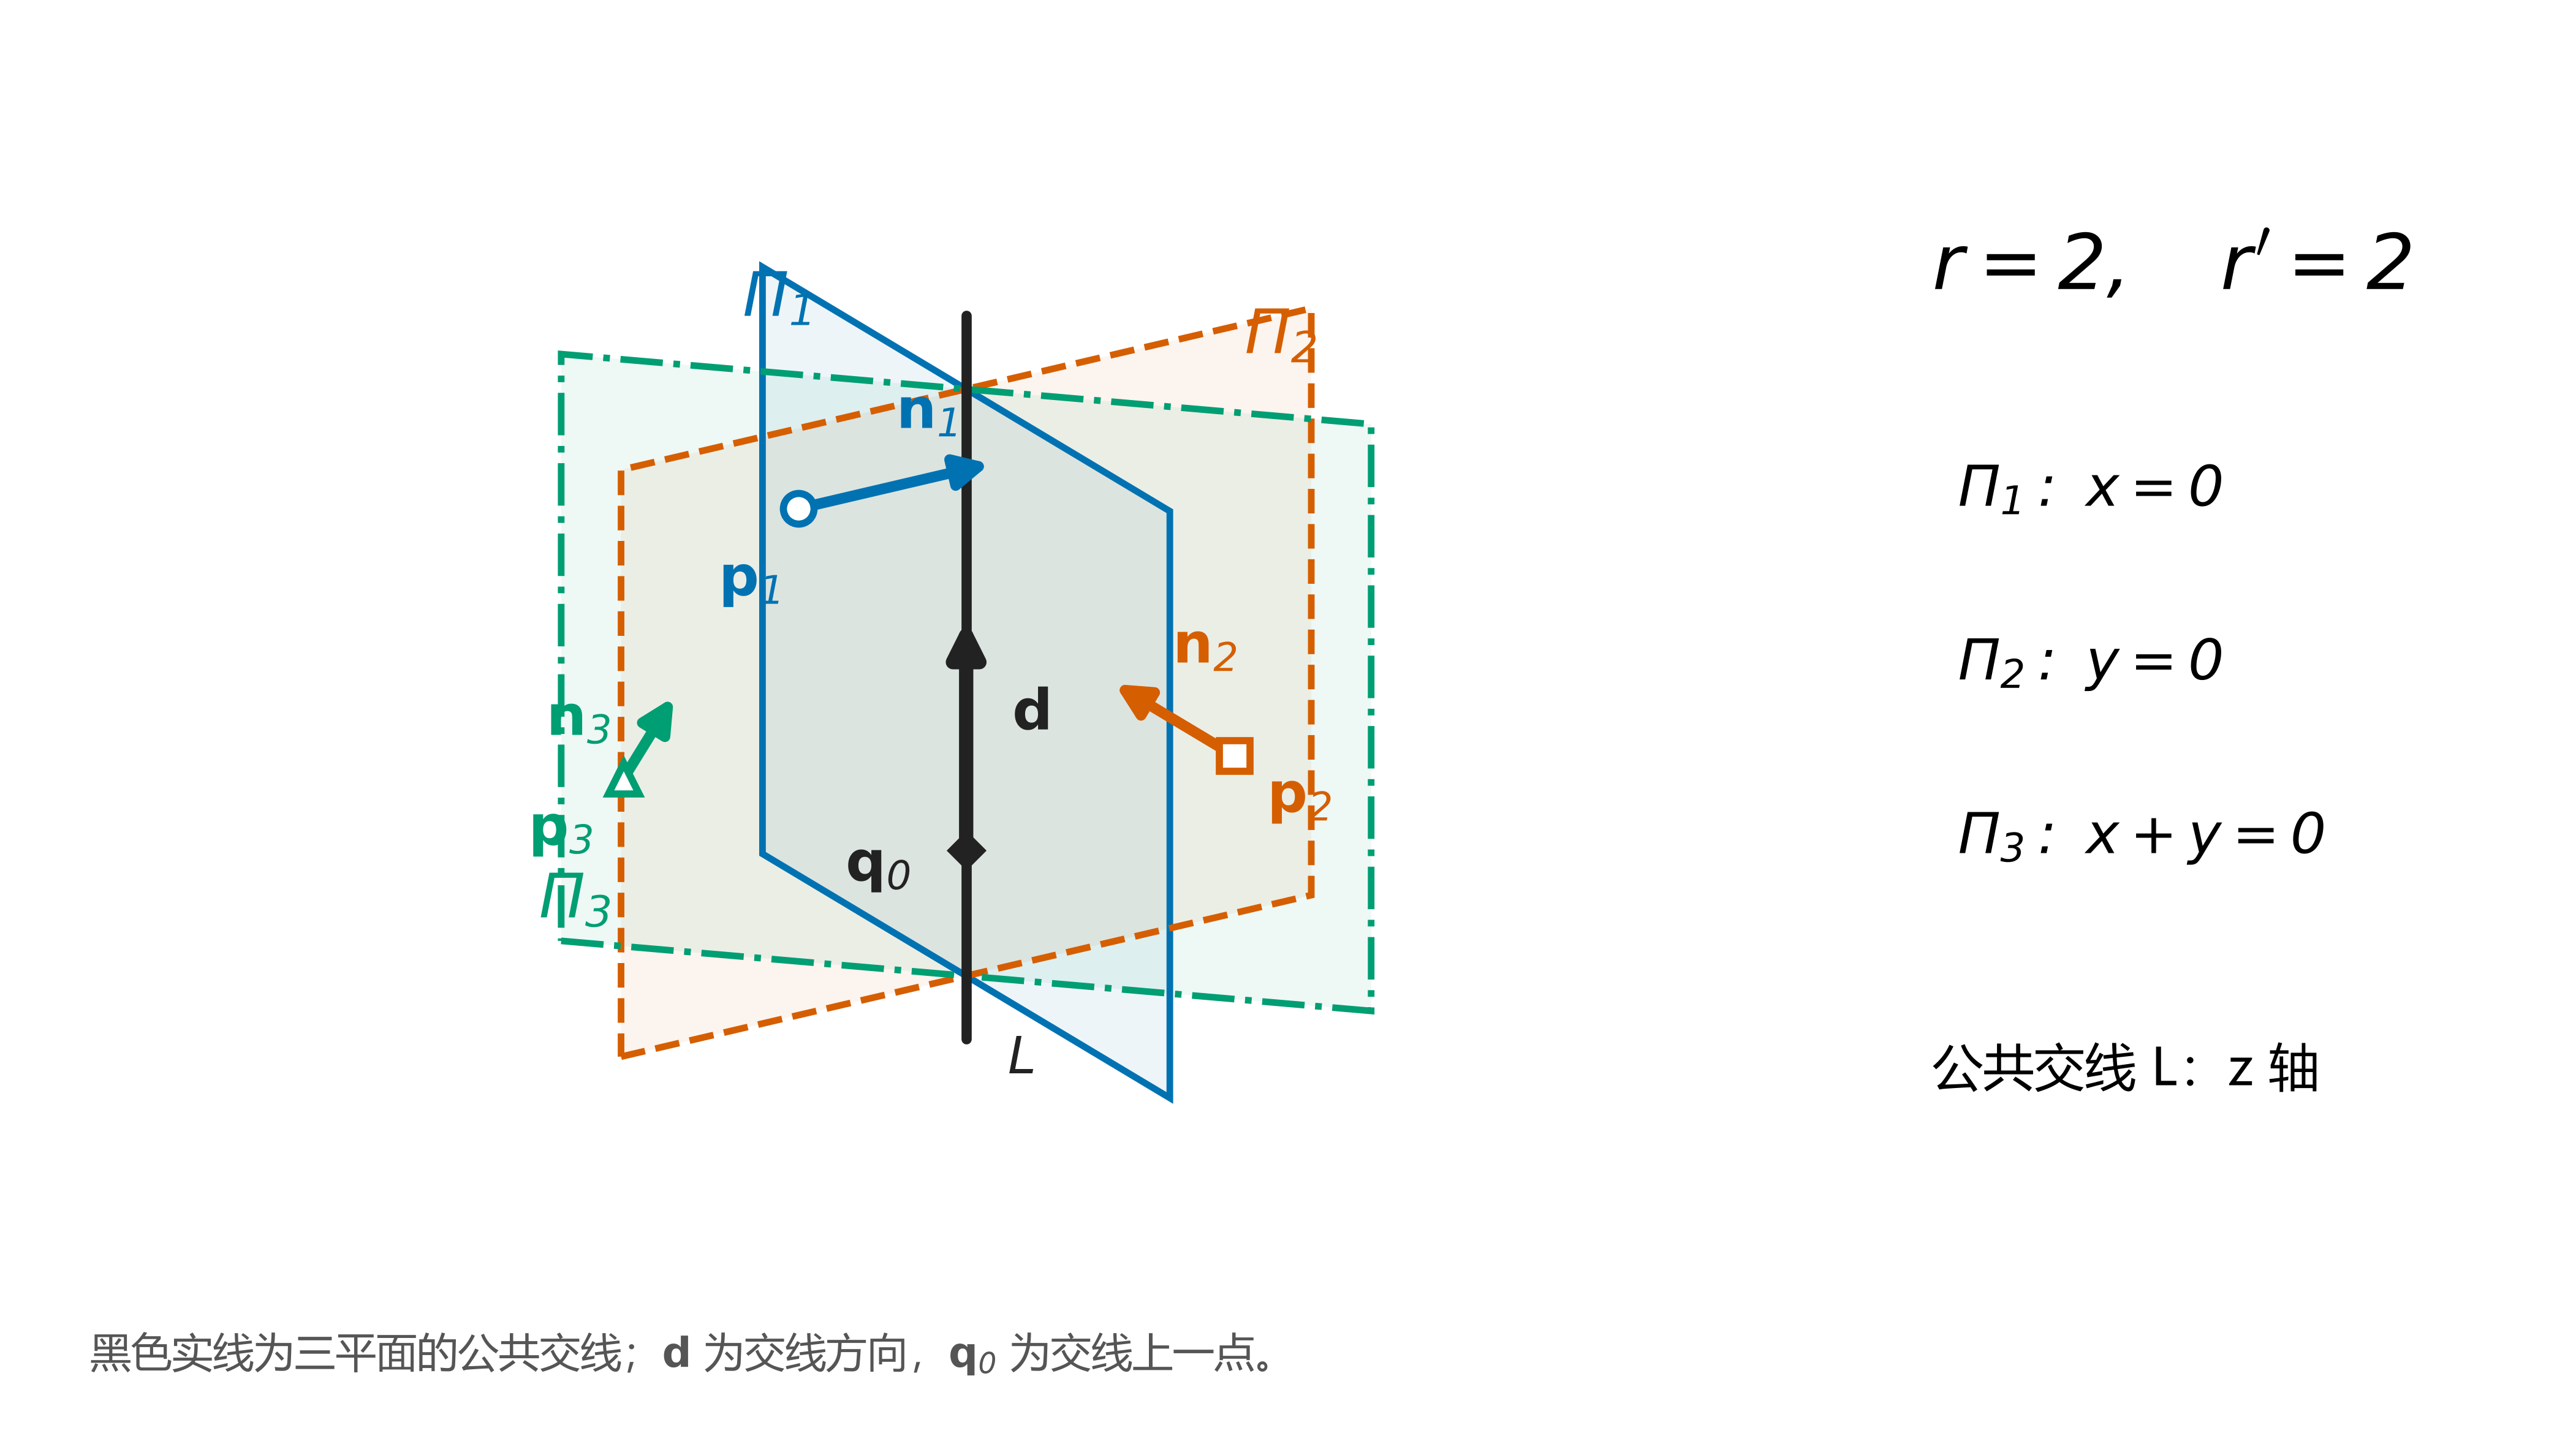 r = 2,   r′ = 2
Π₁
Π₂
n₁
Π₁ : x = 0
p₁
n₂
Π₂ : y = 0
d
n₃
p₂
p₃
Π₃ : x + y = 0
q₀
Π₃
L
公共交线 L：z 轴
黑色实线为三平面的公共交线；d 为交线方向，q₀ 为交线上一点。